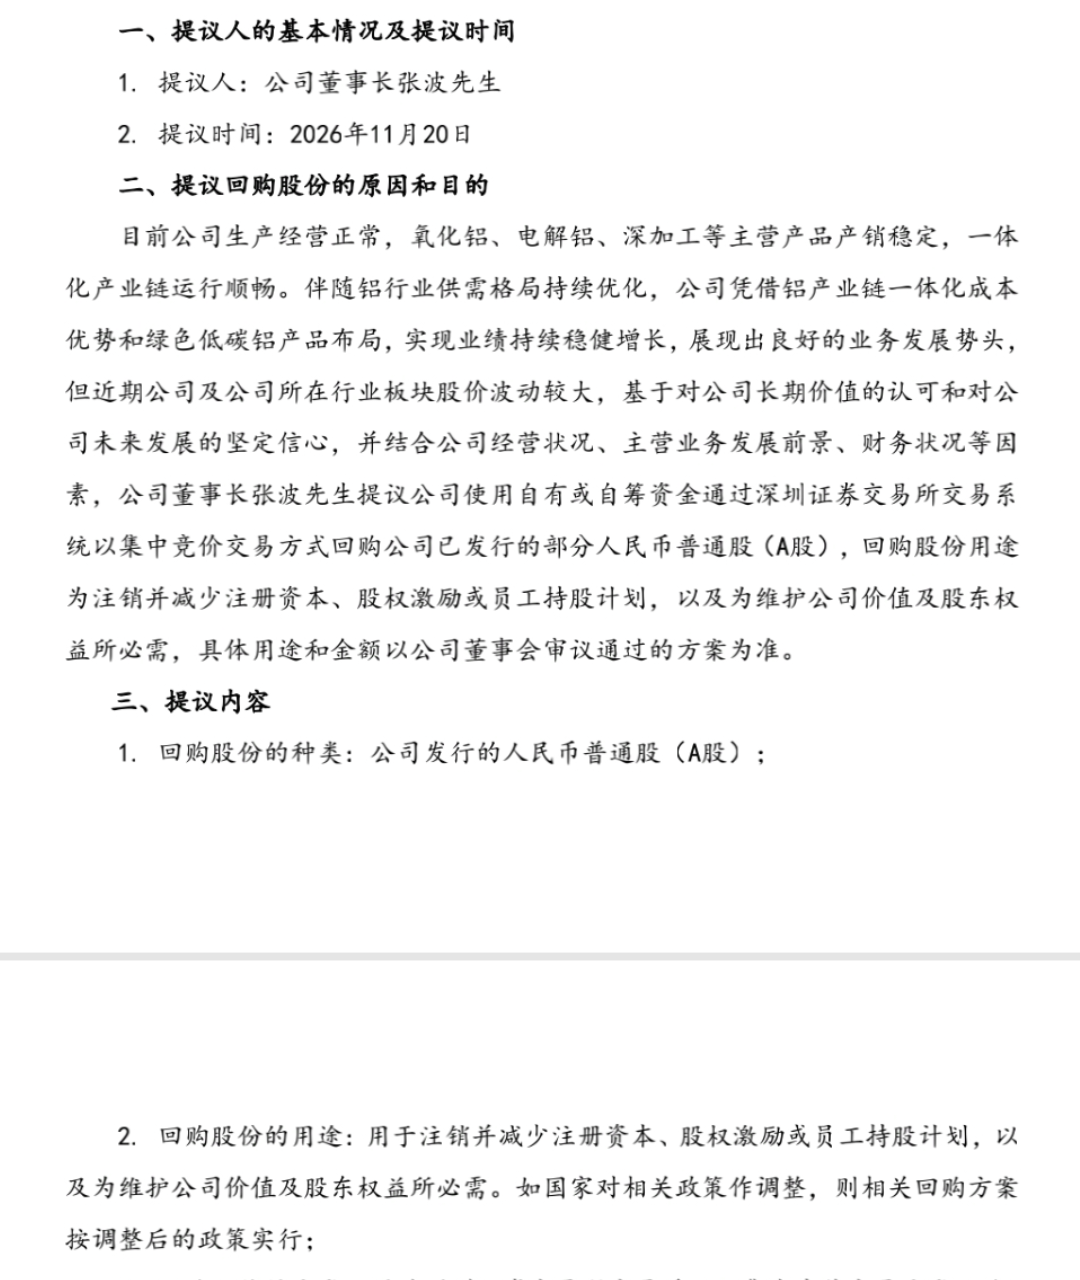 一、提议人的基本情况及提议时间
1. 提议人：公司董事长张波先生
2. 提议时间：2026年11月20日
二、提议回购股份的原因和目的
目前公司生产经营正常，氧化铝、电解铝、深加工等主营产品产销稳定，一体
化产业链运行顺畅。伴随铝行业供需格局持续优化，公司凭借铝产业链一体化成本
优势和绿色低碳铝产品布局，实现业绩持续稳健增长，展现出良好的业务发展势头，
但近期公司及公司所在行业板块股价波动较大，基于对公司长期价值的认可和对公
司未来发展的坚定信心，并结合公司经营状况、主营业务发展前景、财务状况等因
素，公司董事长张波先生提议公司使用自有或自筹资金通过深圳证券交易所交易系
统以集中竞价交易方式回购公司已发行的部分人民币普通股（A股），回购股份用途
为注销并减少注册资本、股权激励或员工持股计划，以及为维护公司价值及股东权
益所必需，具体用途和金额以公司董事会审议通过的方案为准。
三、提议内容
1. 回购股份的种类：公司发行的人民币普通股（A股）；
2. 回购股份的用途：用于注销并减少注册资本、股权激励或员工持股计划，以
及为维护公司价值及股东权益所必需。如国家对相关政策作调整，则相关回购方案
按调整后的政策实行；